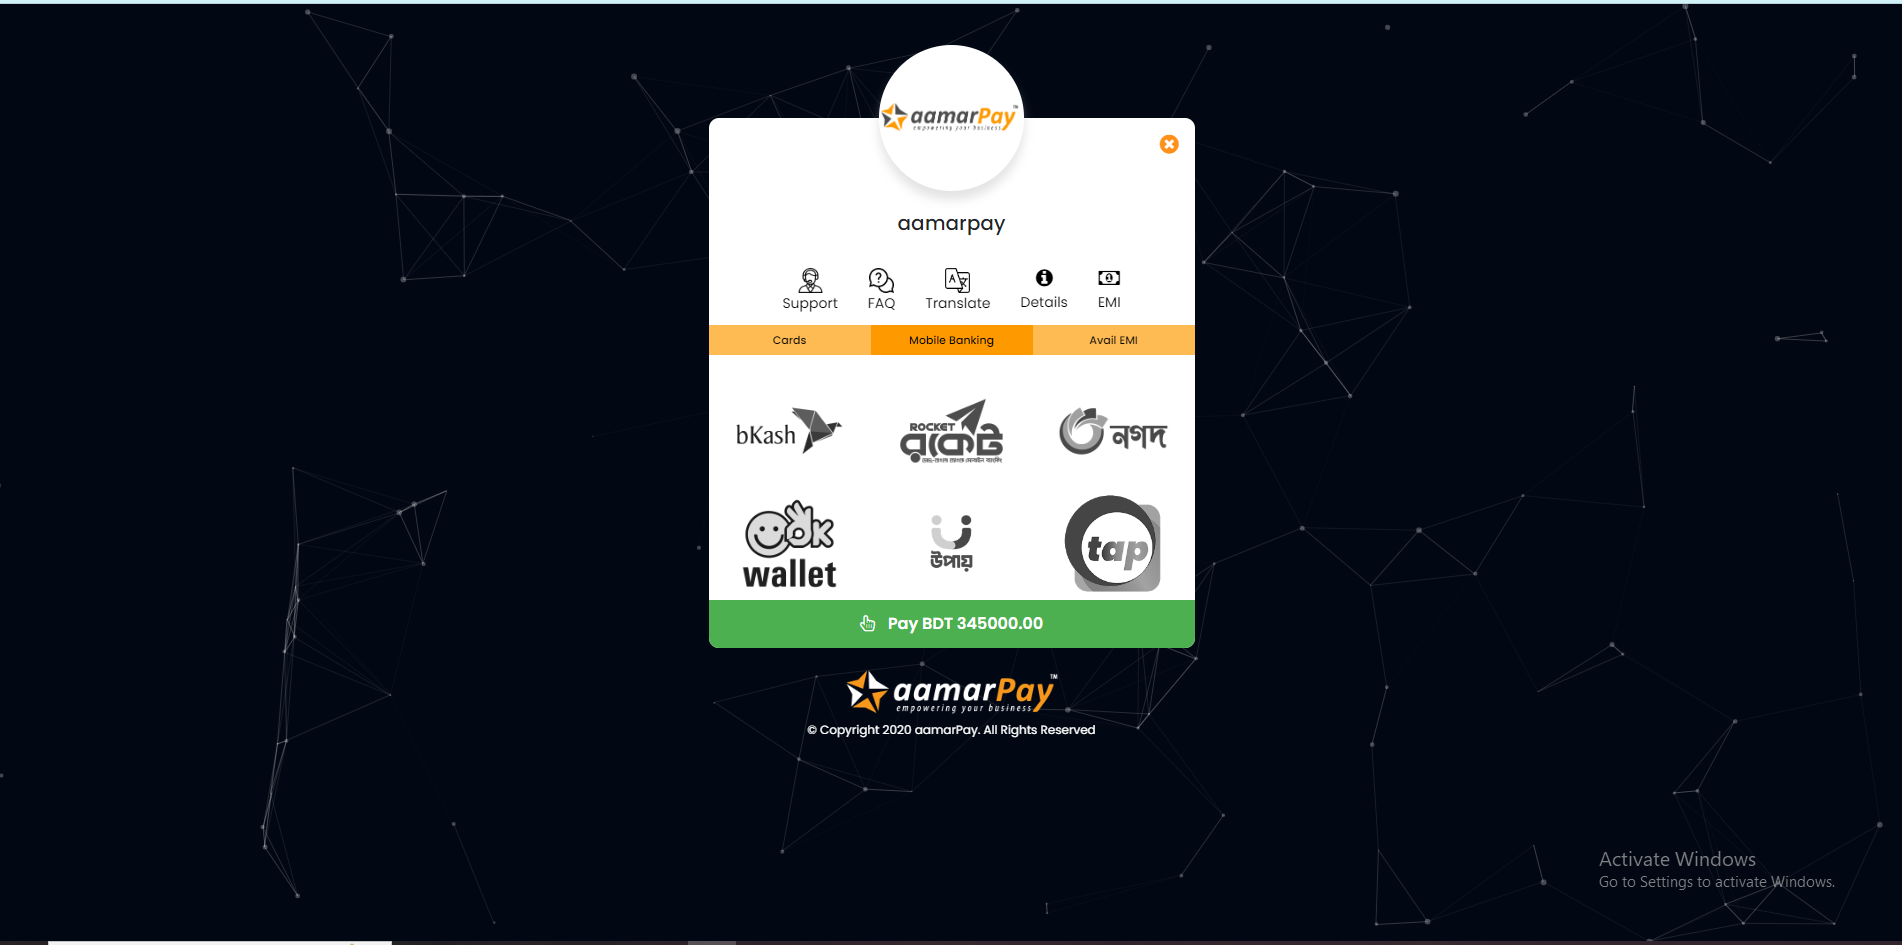 aamarPay™
empowering your business
aamarpay
Support
FAQ
Translate
Details
EMI
Cards
Mobile Banking
Avail EMI
bKash
ROCKET
রকেট
নগদ
ok
wallet
উপায়
tap
Pay BDT 345000.00
aamarPay™
empowering your business
© Copyright 2020 aamarPay. All Rights Reserved
Activate Windows
Go to Settings to activate Windows.